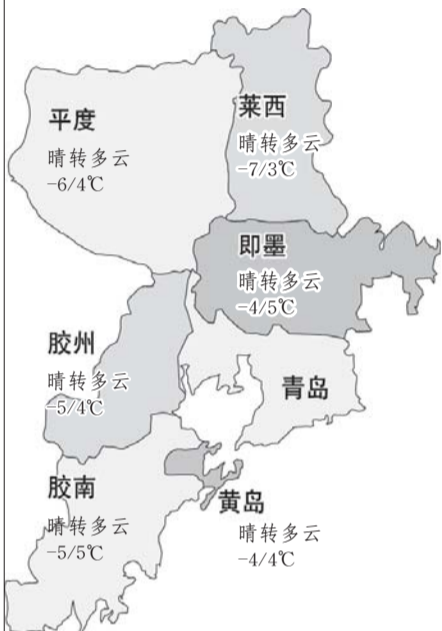 平度
晴转多云
-6/4℃
莱西
晴转多云
-7/3℃
即墨
晴转多云
-4/5℃
胶州
晴转多云
-5/4℃
青岛
胶南
晴转多云
-5/5℃
黄岛
晴转多云
-4/4℃